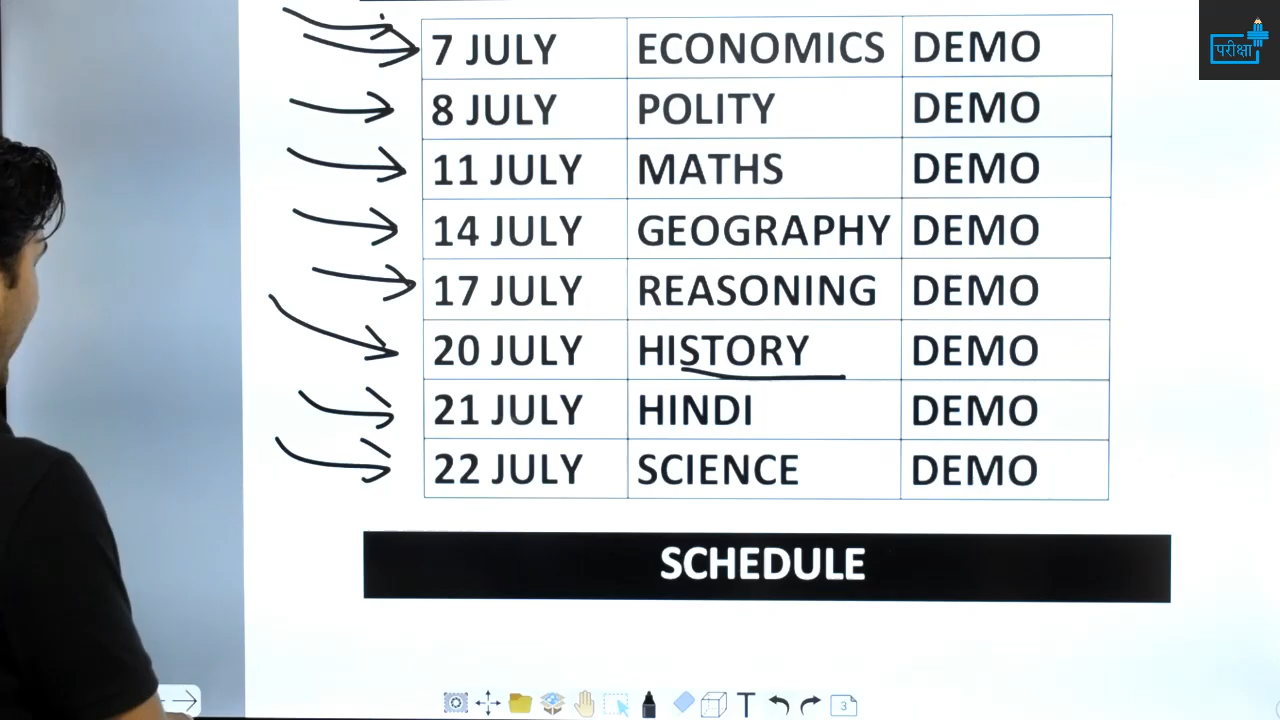 परीक्षा
7 JULY ECONOMICS DEMO
8 JULY POLITY DEMO
11 JULY MATHS DEMO
14 JULY GEOGRAPHY DEMO
17 JULY REASONING DEMO
20 JULY HISTORY DEMO
21 JULY HINDI DEMO
22 JULY SCIENCE DEMO
SCHEDULE
T
3